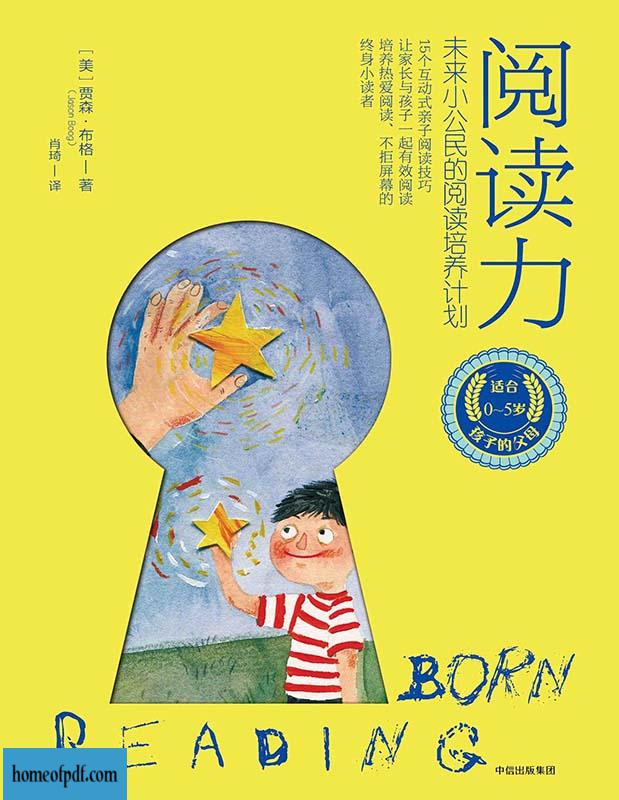 阅读力
未来小公民的阅读培养计划
15个互动式亲子阅读技巧
让家长与孩子一起有效阅读
培养热爱阅读、不拒屏幕的
终身小读者
［美］贾森·布格—著
(Jason Boog)
肖琦—译
适合
0~5岁
孩子的父母
BORN
READING
中信出版集团
homeofpdf.com